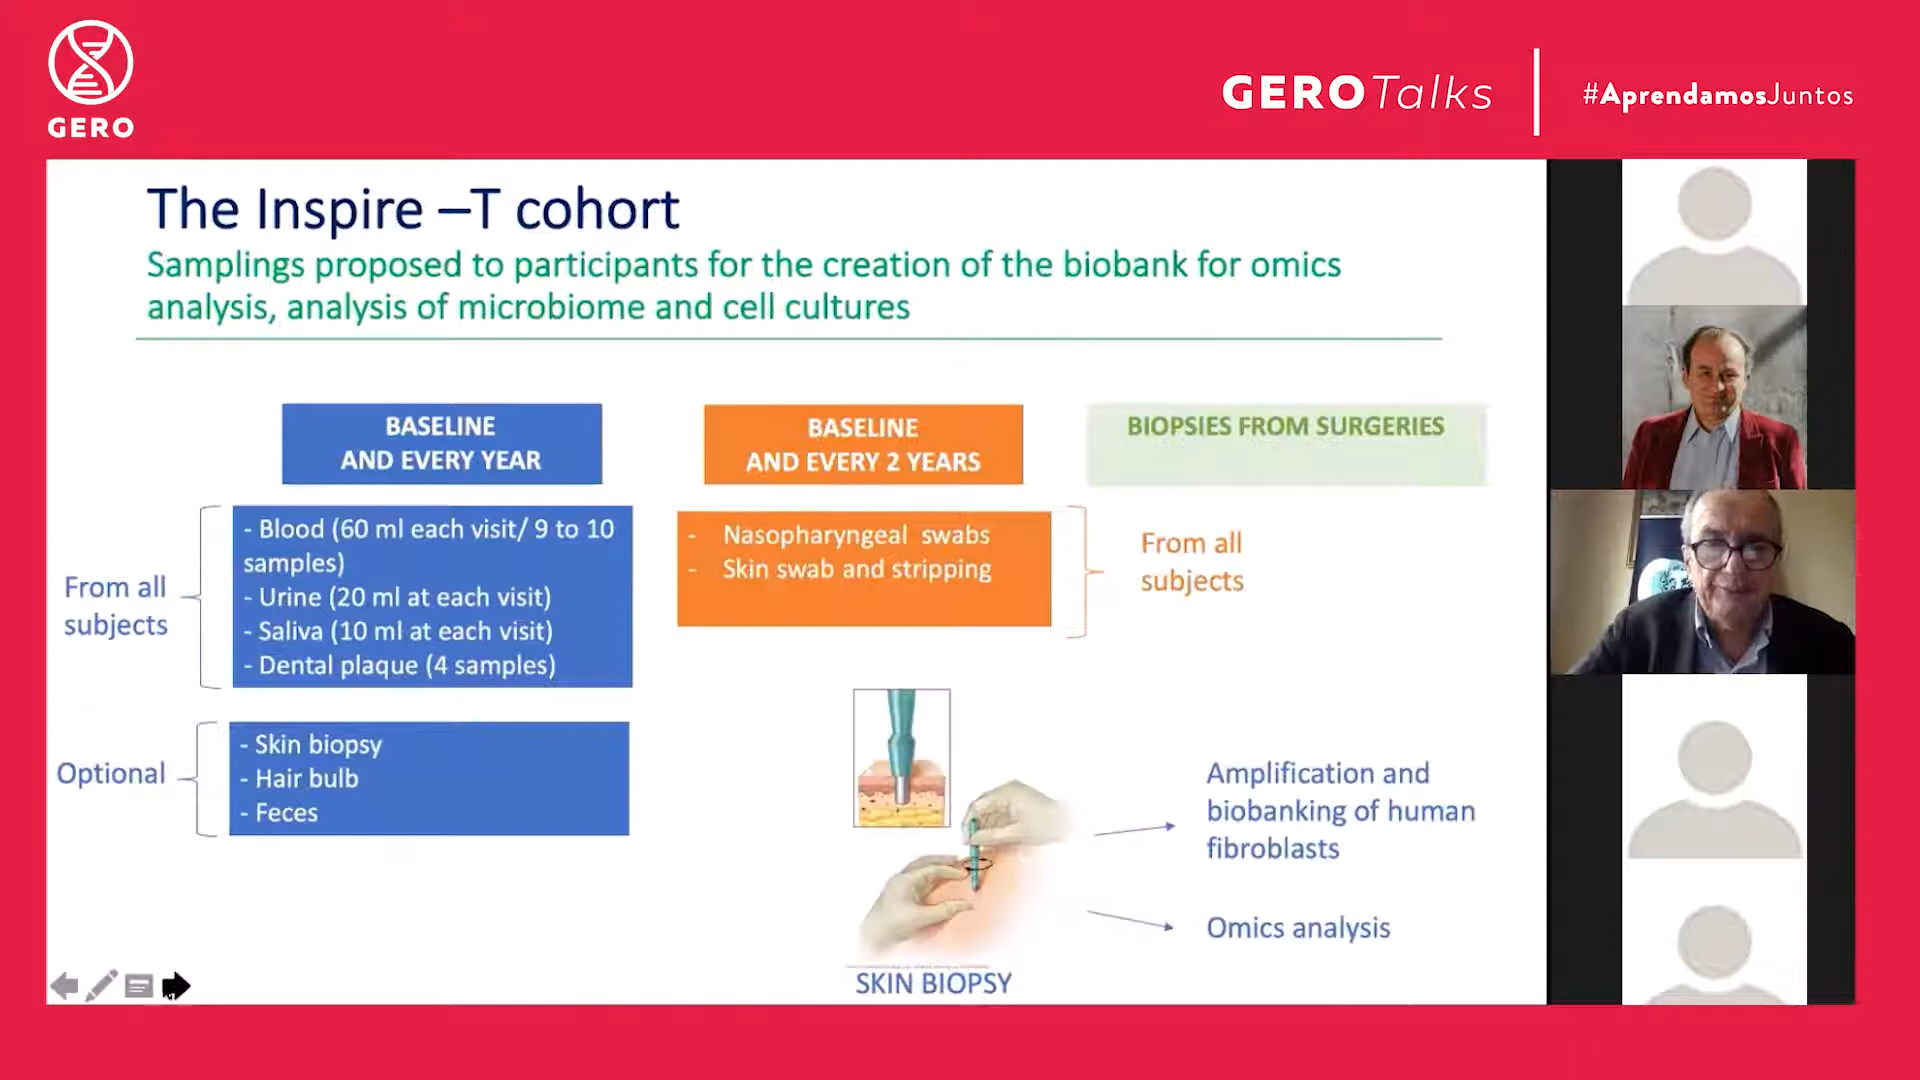 GERO
GEROTalks
#AprendamosJuntos
The Inspire –T cohort
Samplings proposed to participants for the creation of the biobank for omics
analysis, analysis of microbiome and cell cultures
BASELINE
AND EVERY YEAR
BASELINE
AND EVERY 2 YEARS
BIOPSIES FROM SURGERIES
From all
subjects
- Blood (60 ml each visit/ 9 to 10
samples)
- Urine (20 ml at each visit)
- Saliva (10 ml at each visit)
- Dental plaque (4 samples)
- Nasopharyngeal swabs
- Skin swab and stripping
From all
subjects
Optional
- Skin biopsy
- Hair bulb
- Feces
Amplification and
biobanking of human
fibroblasts
Omics analysis
SKIN BIOPSY